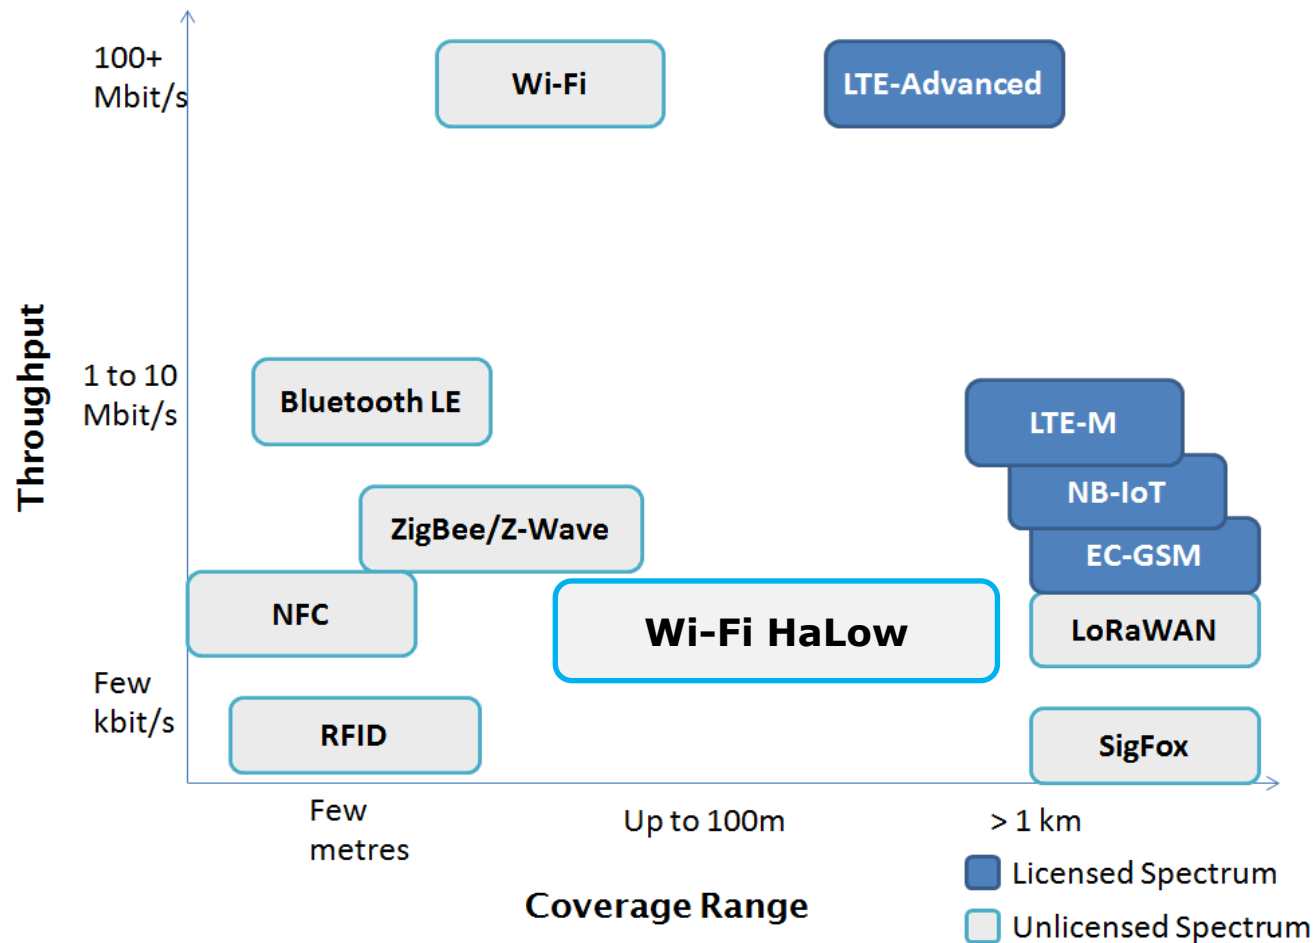 100+
Mbit/s
Wi-Fi
LTE-Advanced
Throughput
1 to 10
Mbit/s
Bluetooth LE
LTE-M
NB-IoT
ZigBee/Z-Wave
EC-GSM
NFC
Wi-Fi HaLow
LoRaWAN
Few
kbit/s
RFID
SigFox
Few
metres
Up to 100m
> 1 km
Coverage Range
Licensed Spectrum
Unlicensed Spectrum